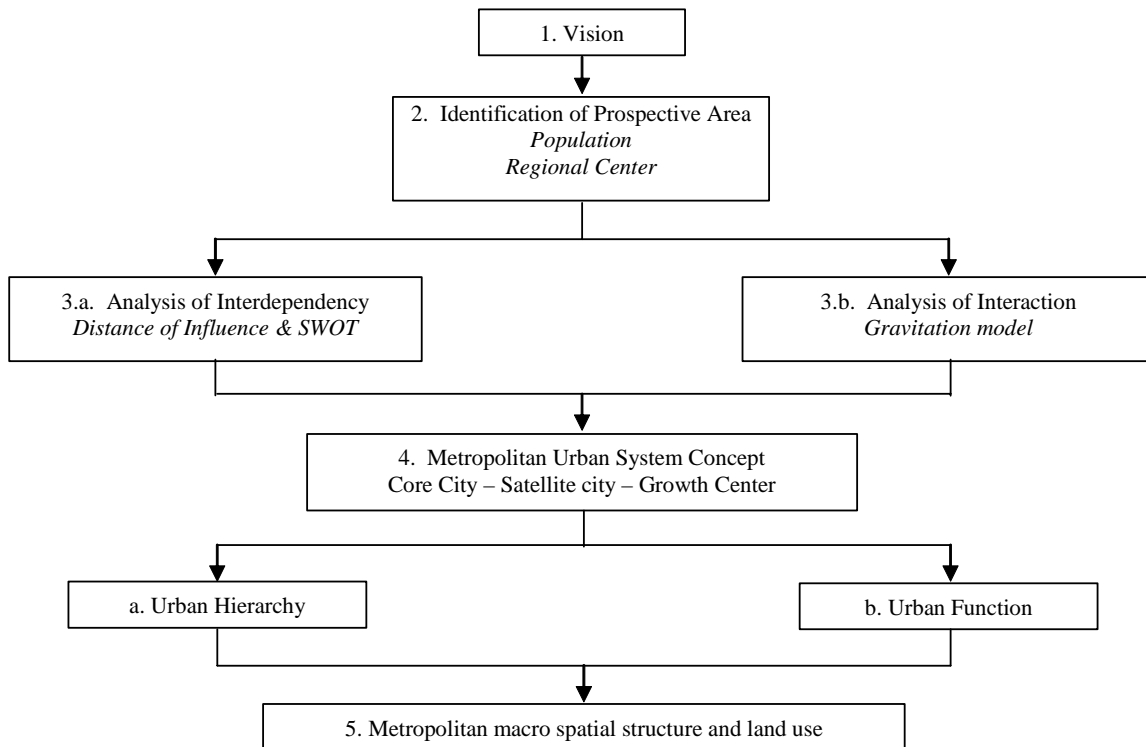 1. Vision
2. Identification of Prospective Area
Population
Regional Center
3.a. Analysis of Interdependency
Distance of Influence & SWOT
3.b. Analysis of Interaction
Gravitation model
4. Metropolitan Urban System Concept
Core City – Satellite city – Growth Center
a. Urban Hierarchy
b. Urban Function
5. Metropolitan macro spatial structure and land use